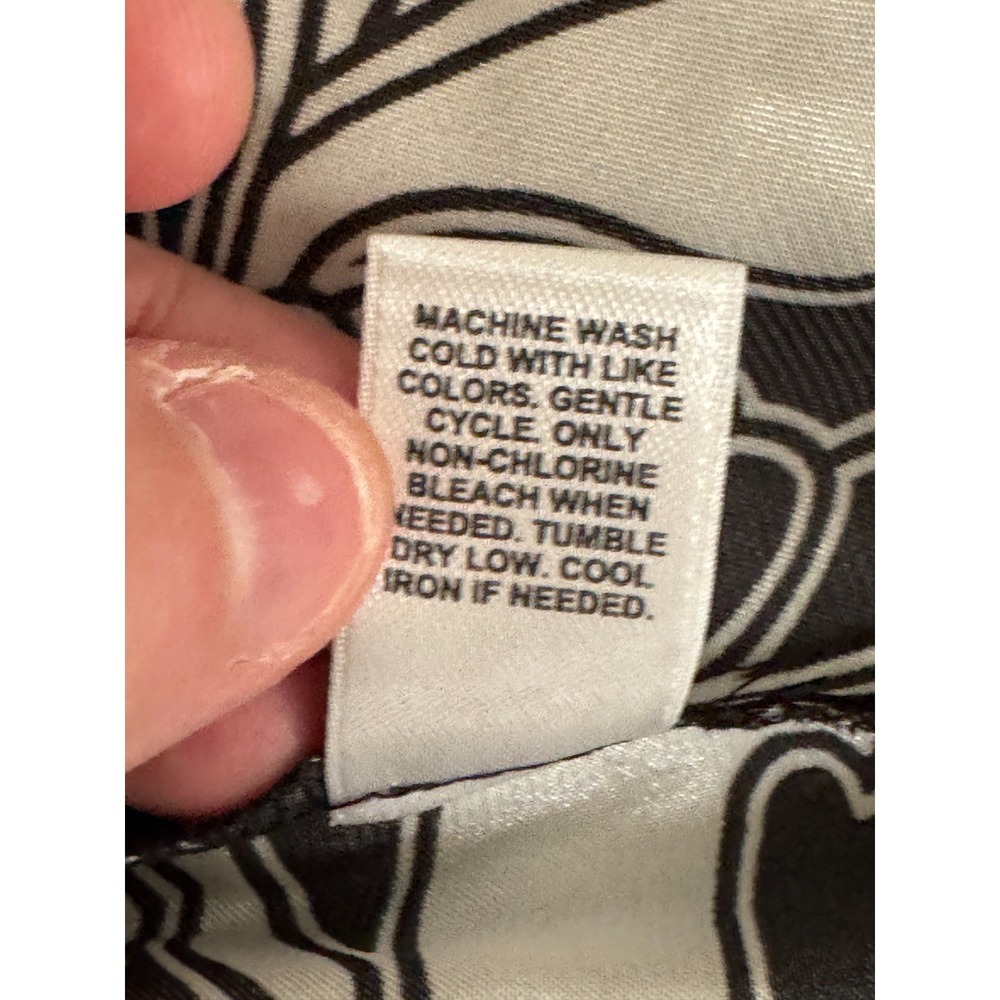 MACHINE WASH
COLD WITH LIKE
COLORS. GENTLE
CYCLE. ONLY
NON-CHLORINE
BLEACH WHEN
NEEDED. TUMBLE
DRY LOW. COOL
IRON IF NEEDED.